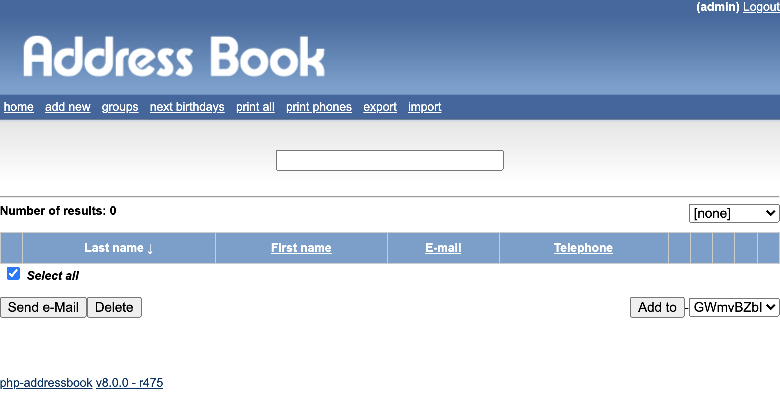 (admin) Logout
Address Book
home add new groups next birthdays print all print phones export import
Number of results: 0
[none]
Last name ↓ First name E-mail Telephone
Select all
Send e-Mail Delete Add to - GWmvBZbl
php-addressbook v8.0.0 - r475